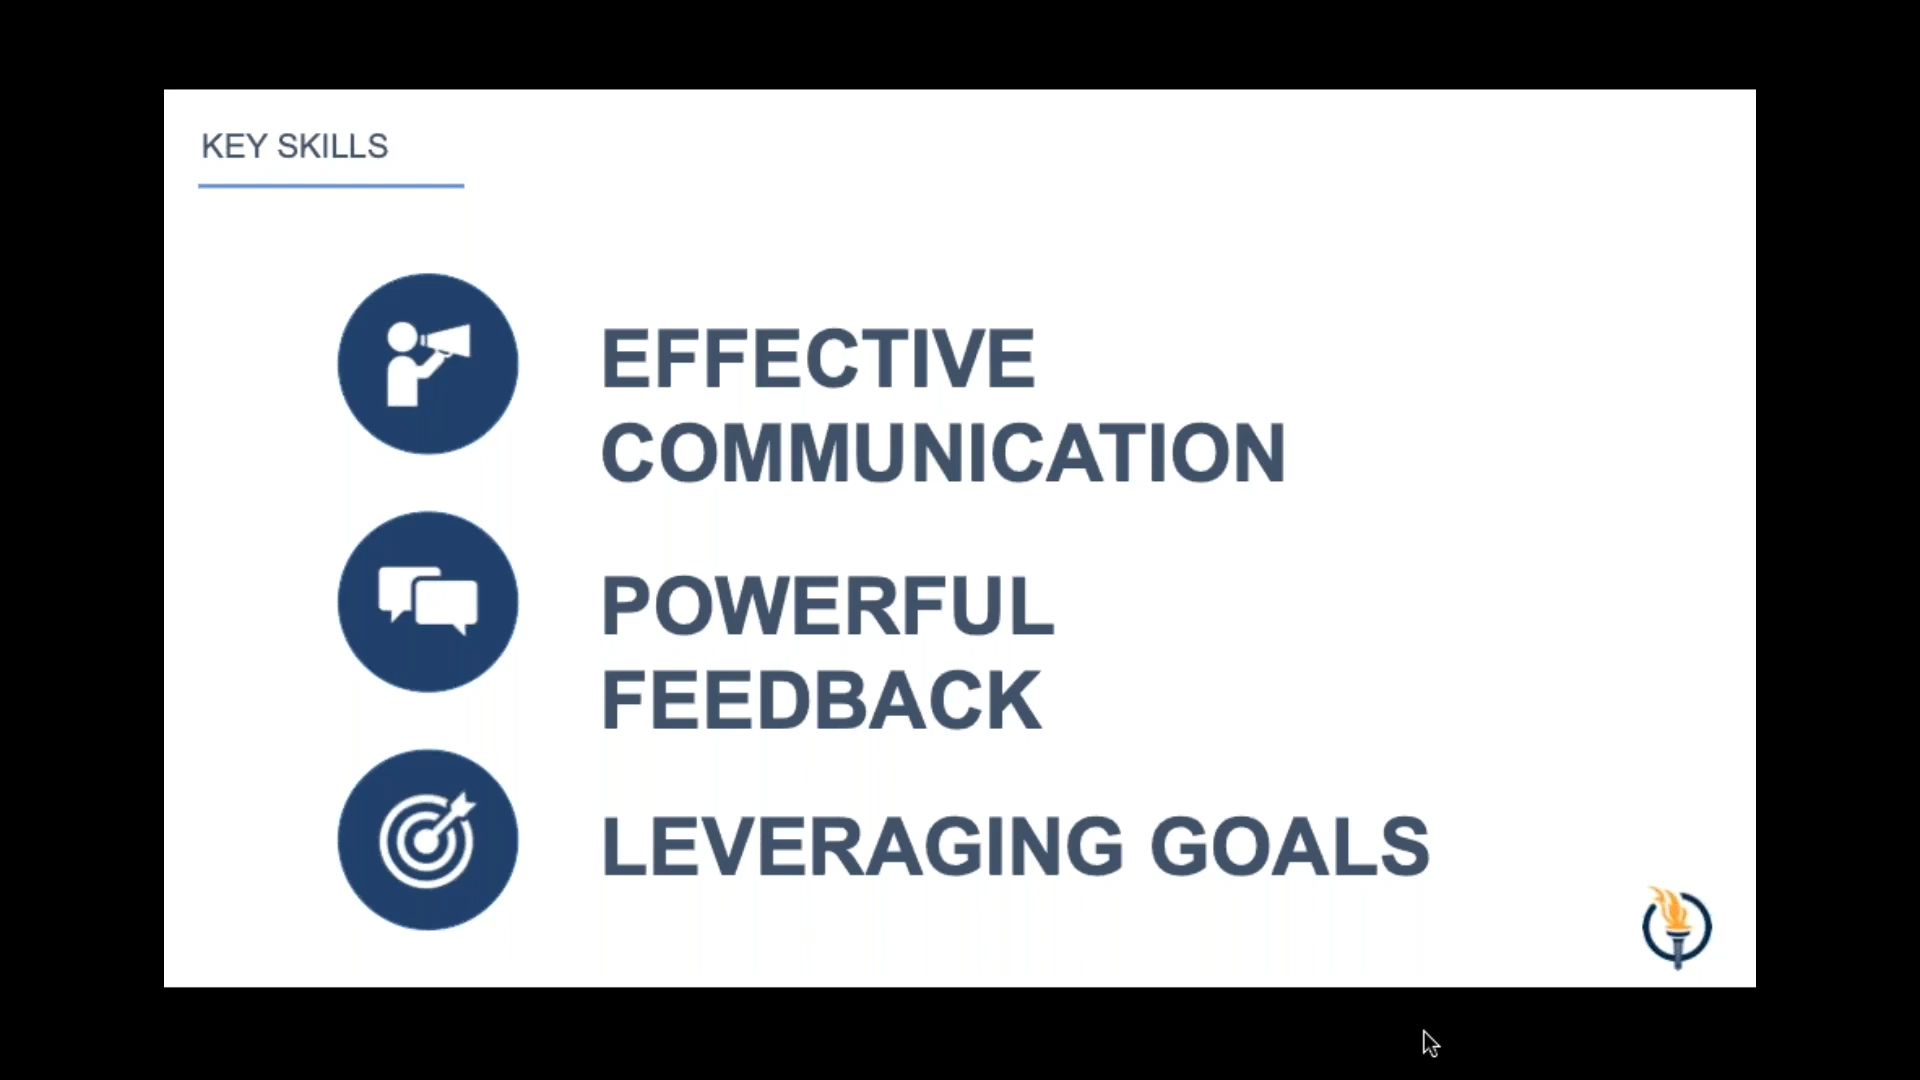 KEY SKILLS
EFFECTIVE
COMMUNICATION
POWERFUL
FEEDBACK
LEVERAGING GOALS